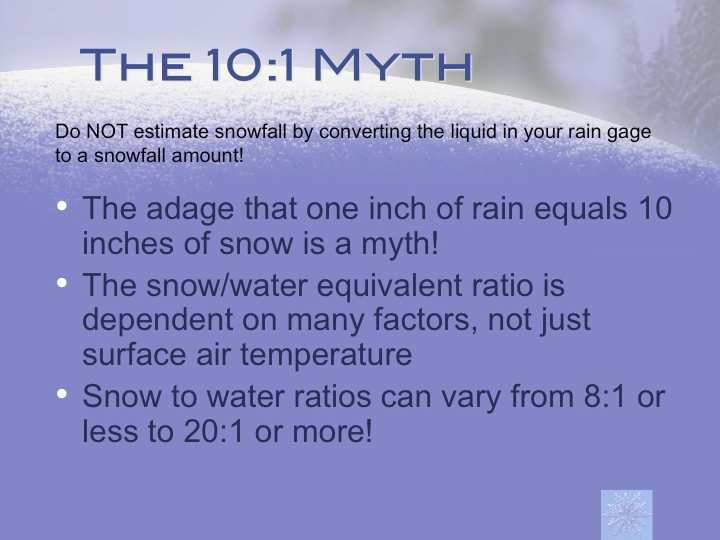 The 10:1 Myth
Do NOT estimate snowfall by converting the liquid in your rain gage
to a snowfall amount!
• The adage that one inch of rain equals 10
inches of snow is a myth!
• The snow/water equivalent ratio is
dependent on many factors, not just
surface air temperature
• Snow to water ratios can vary from 8:1 or
less to 20:1 or more!